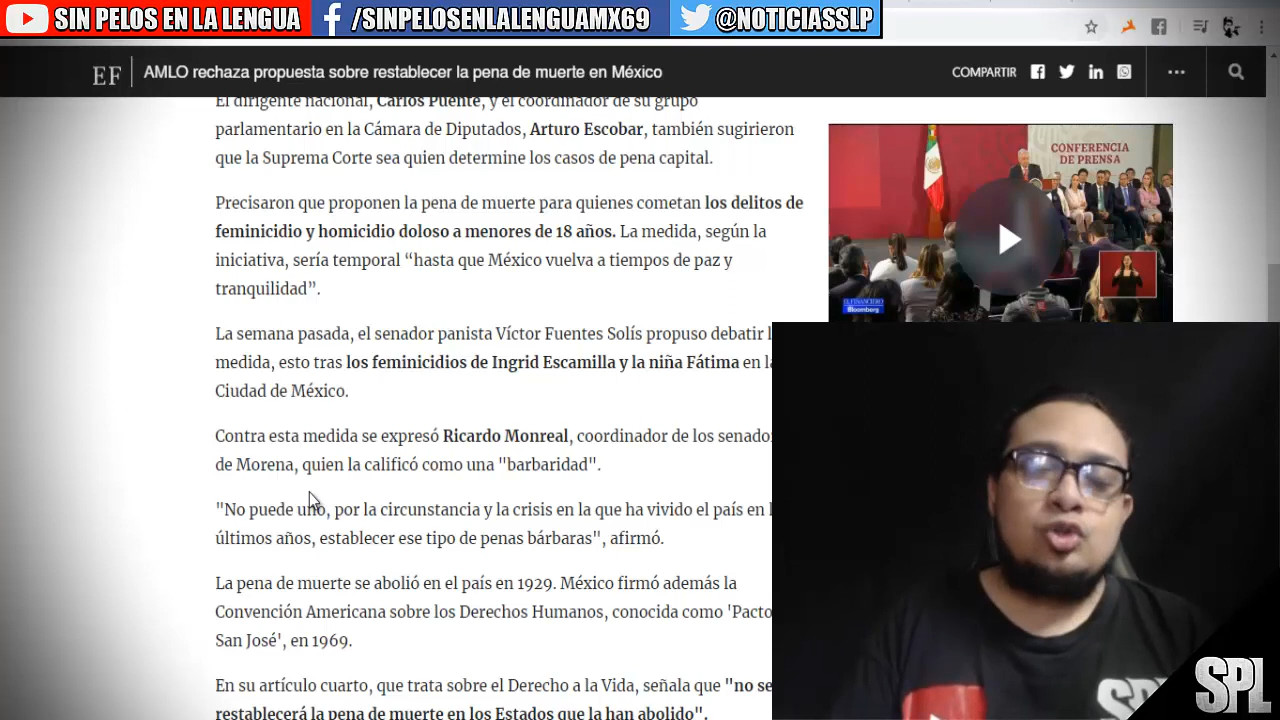 SIN PELOS EN LA LENGUA
/SINPELOSENLALENGUAMX69
@NOTICIASSLP
EF
AMLO rechaza propuesta sobre restablecer la pena de muerte en México
COMPARTIR
El dirigente nacional, Carlos Puente, y el coordinador de su grupo
parlamentario en la Cámara de Diputados, Arturo Escobar, también sugirieron
que la Suprema Corte sea quien determine los casos de pena capital.
Precisaron que proponen la pena de muerte para quienes cometan los delitos de
feminicidio y homicidio doloso a menores de 18 años. La medida, según la
iniciativa, sería temporal “hasta que México vuelva a tiempos de paz y
tranquilidad”.
La semana pasada, el senador panista Víctor Fuentes Solís propuso debatir
medida, esto tras los feminicidios de Ingrid Escamilla y la niña Fátima en
Ciudad de México.
Contra esta medida se expresó Ricardo Monreal, coordinador de los
de Morena, quien la calificó como una "barbaridad".
"No puede uno, por la circunstancia y la crisis en la que ha vivido el país en
últimos años, establecer ese tipo de penas bárbaras", afirmó.
La pena de muerte se abolió en el país en 1929. México firmó además la
Convención Americana sobre los Derechos Humanos, conocida como 'Pacto
San José', en 1969.
En su artículo cuarto, que trata sobre el Derecho a la Vida, señala que "no se
restablecerá la pena de muerte en los Estados que la han abolido".
CONFERENCIA
DE PRENSA
EL FINANCIERO
Bloomberg
SPL